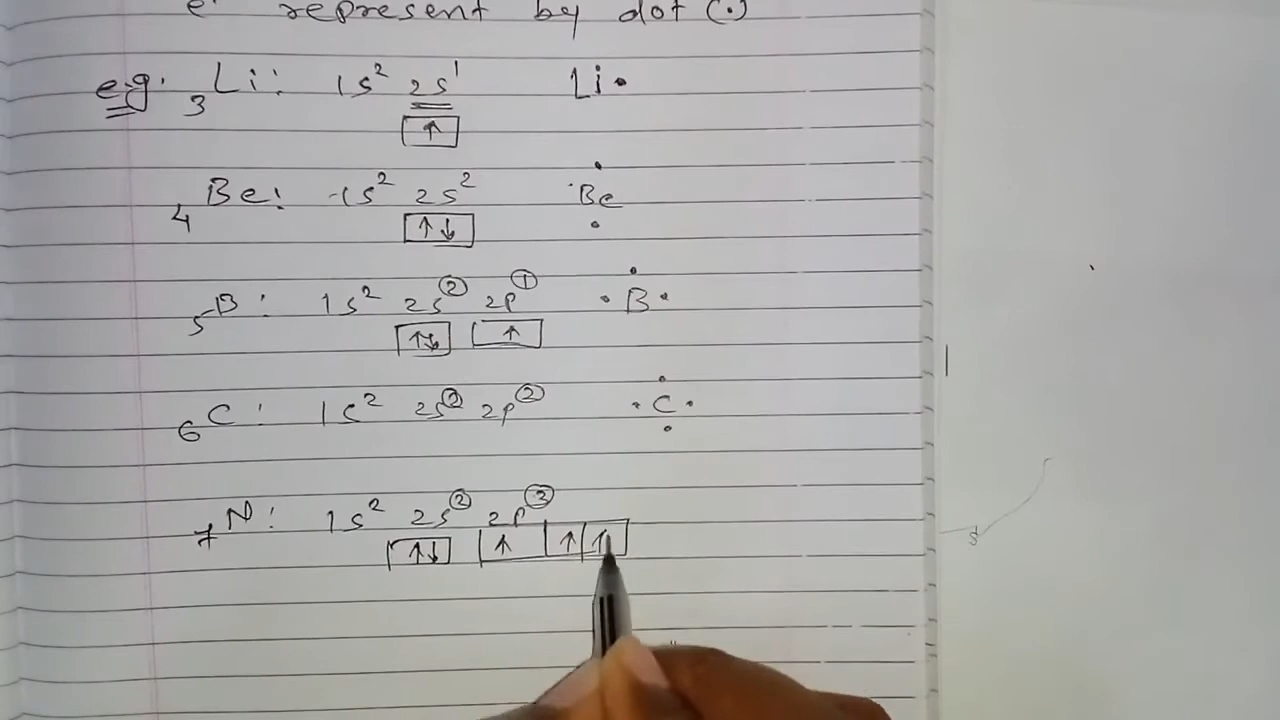 e⁻ represent by dot (.)
e.g. ₃Li: 1s² 2s¹ Li•
↑
₄Be: 1s² 2s² Be
↑↓
₅B: 1s² 2s② 2p① •B•
↑↓ ↑
₆C: 1s² 2s② 2p② •C•
₇N: 1s² 2s② 2p③
↑↓ ↑ ↑ ↑